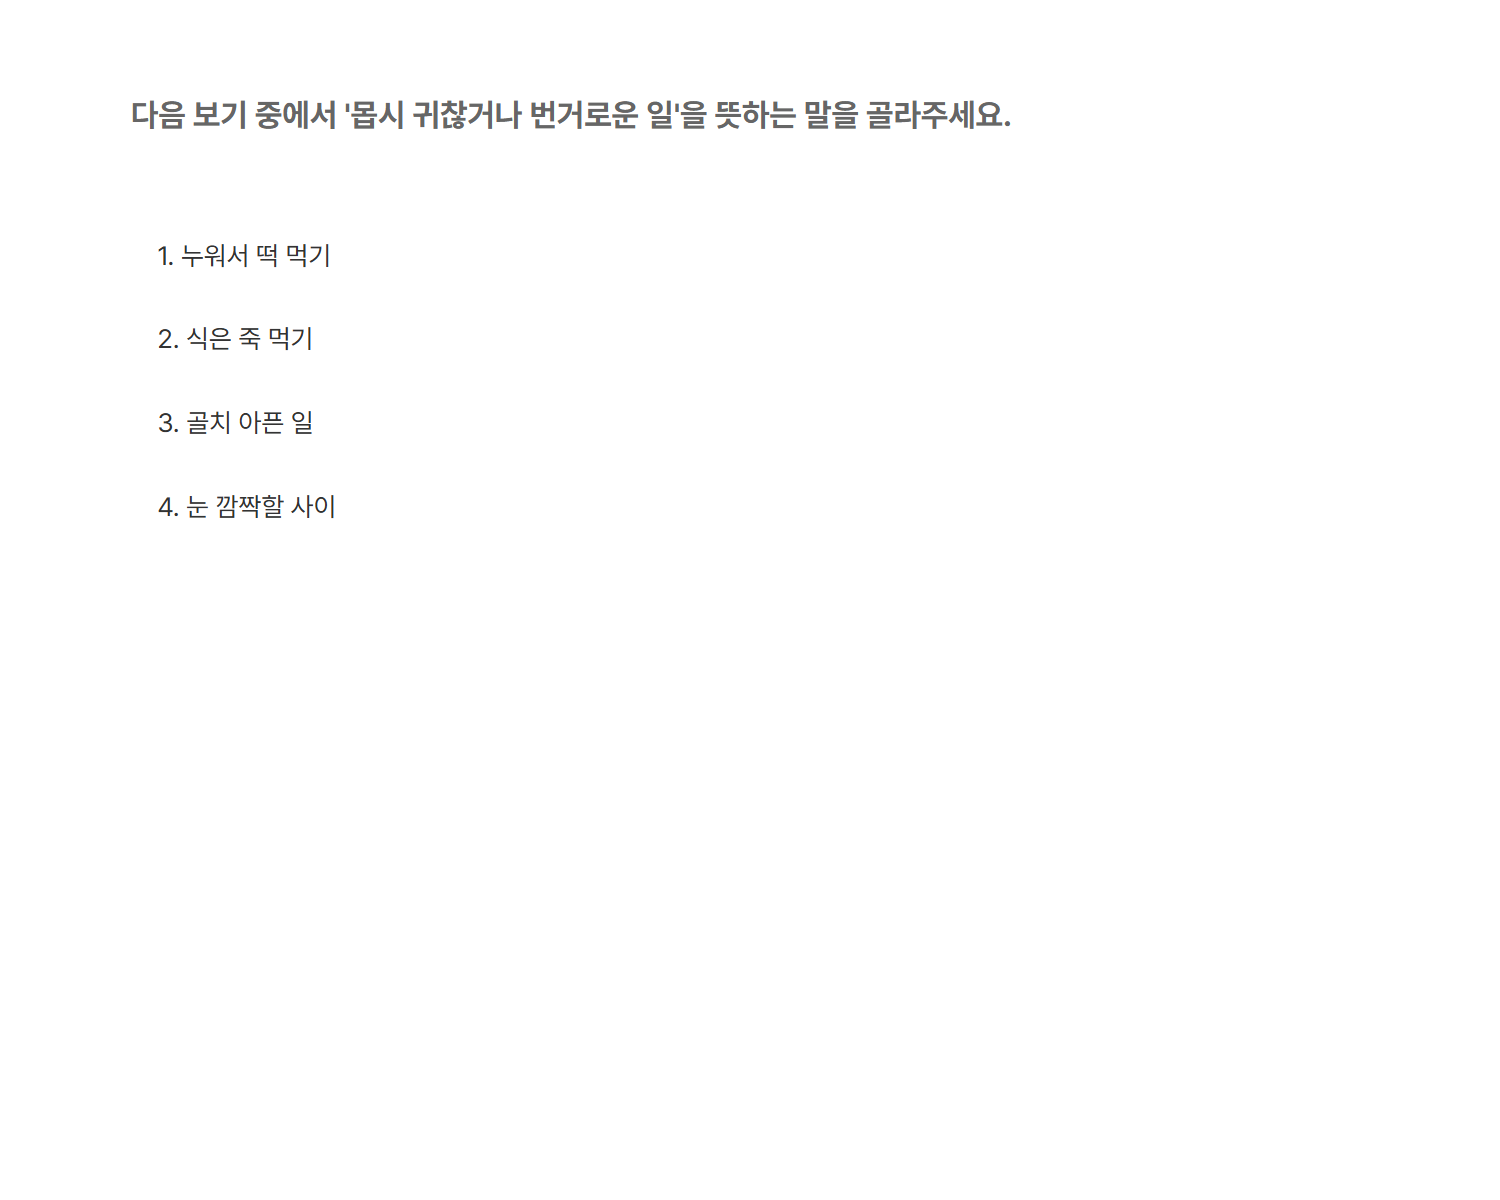 다음 보기 중에서 '몹시 귀찮거나 번거로운 일'을 뜻하는 말을 골라주세요.
1. 누워서 떡 먹기
2. 식은 죽 먹기
3. 골치 아픈 일
4. 눈 깜짝할 사이